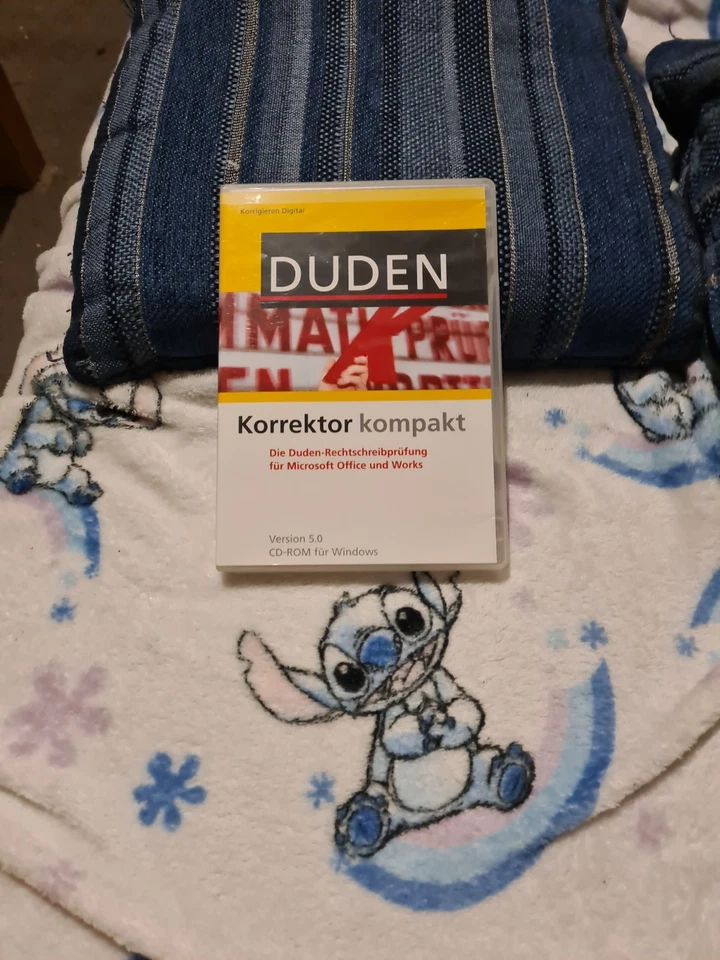 Korrigieren Digital
DUDEN
Korrektor kompakt
Die Duden-Rechtschreibprüfung
für Microsoft Office und Works
Version 5.0
CD-ROM für Windows